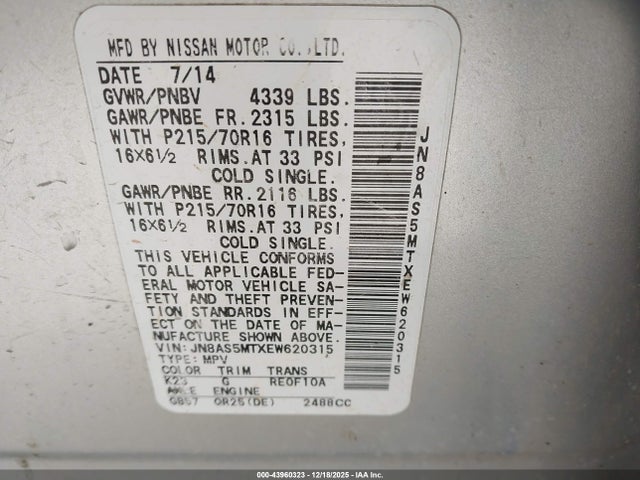 MFD BY NISSAN MOTOR CO.,LTD.
DATE 7/14
GVWR/PNBV 4339 LBS.
GAWR/PNBE FR. 2315 LBS.
WITH P215/70R16 TIRES,
16X6½ RIMS. AT 33 PSI
COLD SINGLE.
GAWR/PNBE RR. 2116 LBS.
WITH P215/70R16 TIRES,
16X6½ RIMS. AT 33 PSI
COLD SINGLE.
THIS VEHICLE CONFORMS
TO ALL APPLICABLE FED-
ERAL MOTOR VEHICLE SA-
FETY AND THEFT PREVEN-
TION STANDARDS IN EFF-
ECT ON THE DATE OF MA-
NUFACTURE SHOWN ABOVE.
VIN: JN8AS5MTXEW620315
TYPE: MPV
COLOR TRIM TRANS
K23 G RE0F10A
AXLE ENGINE
GB57 QR25(DE) 2488CC
JN8AS5MTXEW620315
000-43960323 - 12/18/2025 - IAAI.COM